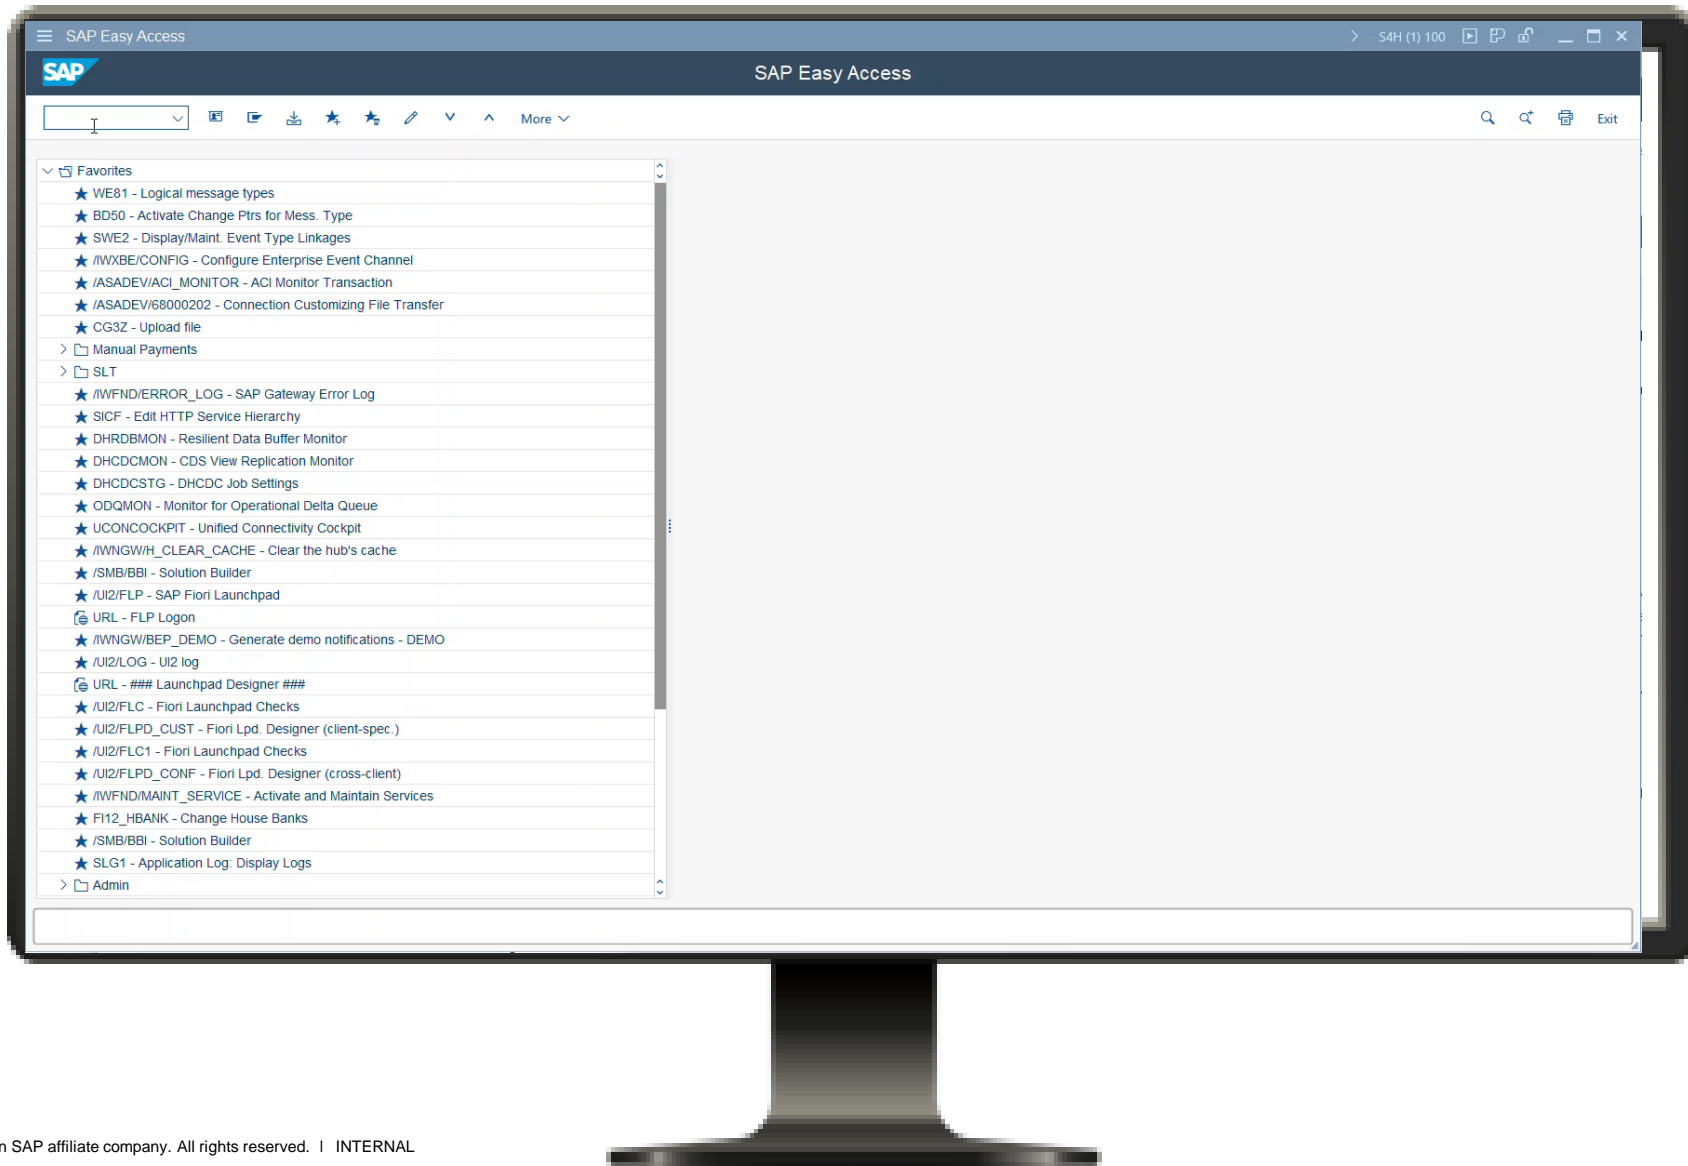 SAP Easy Access
S4H (1) 100
SAP
SAP Easy Access
More
Exit
Favorites
WE81 - Logical message types
BD50 - Activate Change Ptrs for Mess. Type
SWE2 - Display/Maint. Event Type Linkages
/IWXBE/CONFIG - Configure Enterprise Event Channel
/ASADEV/ACI_MONITOR - ACI Monitor Transaction
/ASADEV/68000202 - Connection Customizing File Transfer
CG3Z - Upload file
Manual Payments
SLT
/IWFND/ERROR_LOG - SAP Gateway Error Log
SICF - Edit HTTP Service Hierarchy
DHRDBMON - Resilient Data Buffer Monitor
DHCDCMON - CDS View Replication Monitor
DHCDCSTG - DHCDC Job Settings
ODQMON - Monitor for Operational Delta Queue
UCONCOCKPIT - Unified Connectivity Cockpit
/IWNGW/H_CLEAR_CACHE - Clear the hub's cache
/SMB/BBI - Solution Builder
/UI2/FLP - SAP Fiori Launchpad
URL - FLP Logon
/IWNGW/BEP_DEMO - Generate demo notifications - DEMO
/UI2/LOG - UI2 log
URL - ### Launchpad Designer ###
/UI2/FLC - Fiori Launchpad Checks
/UI2/FLPD_CUST - Fiori Lpd. Designer (client-spec.)
/UI2/FLC1 - Fiori Launchpad Checks
/UI2/FLPD_CONF - Fiori Lpd. Designer (cross-client)
/IWFND/MAINT_SERVICE - Activate and Maintain Services
FI12_HBANK - Change House Banks
/SMB/BBI - Solution Builder
SLG1 - Application Log: Display Logs
Admin
n SAP affiliate company. All rights reserved. | INTERNAL